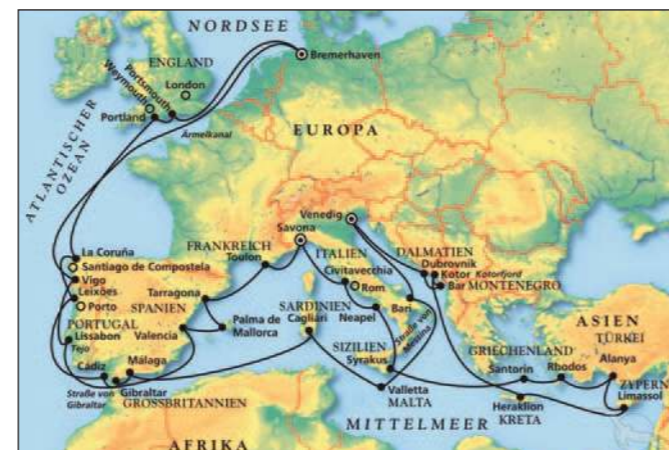 NORDSEE
Bremerhaven
ENGLAND
London
Portsmouth
Weymouth
Portland
Ärmelkanal
EUROPA
ATLANTISCHER
OZEAN
Venedig
Savona
La Coruña
Santiago de Compostela
Vigo
Leixões
Porto
FRANKREICH
Toulon
ITALIEN
Civitavecchia
Rom
DALMATIEN
Dubrovnik
Kotor
Kotorfjord
Bar
MONTENEGRO
Tarragona
SPANIEN
SARDINIEN
Cagliari
Neapel
Bari
Straße von
Messina
ASIEN
TÜRKEI
PORTUGAL
Lissabon
Tejo
Valencia
Palma de
Mallorca
SIZILIEN
Syrakus
GRIECHENLAND
Santorin
Rhodos
Alanya
Cádiz
Málaga
Straße von
Gibraltar
Gibraltar
GROSSBRITANNIEN
Valletta
MALTA
ZYPERN
Limassol
Heraklion
KRETA
MITTELMEER
AFRIKA